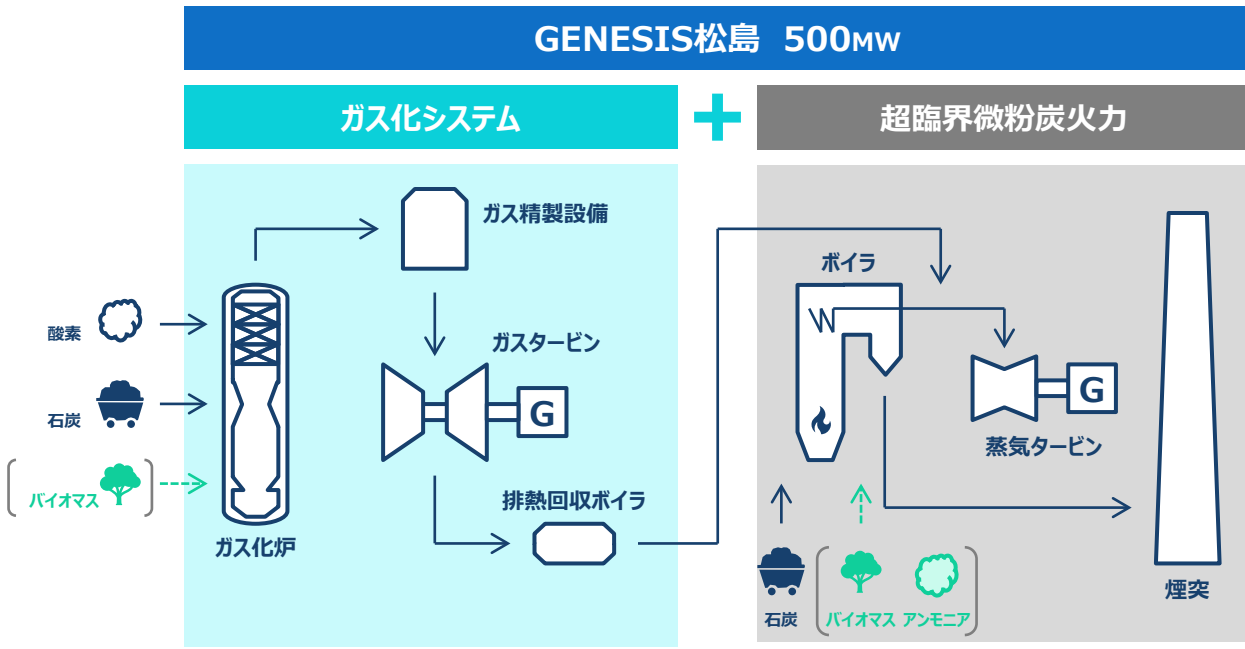 GENESIS松島 500MW
ガス化システム
超臨界微粉炭火力
ガス精製設備
ボイラ
酸素
ガスタービン
石炭
G
G
蒸気タービン
バイオマス
排熱回収ボイラ
ガス化炉
煙突
石炭
バイオマス
アンモニア